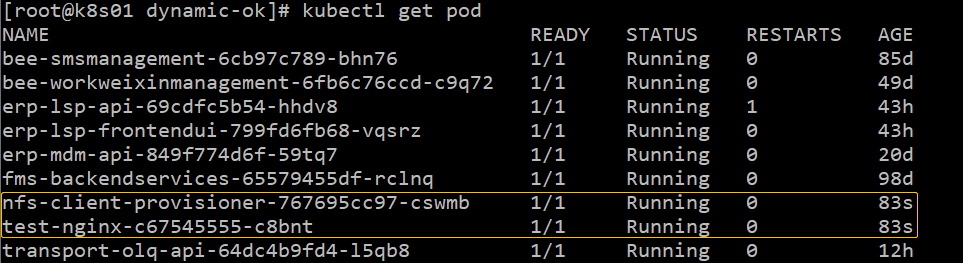 [root@k8s01 dynamic-ok]# kubectl get pod
NAME READY STATUS RESTARTS AGE
bee-smsmanagement-6cb97c789-bhn76 1/1 Running 0 85d
bee-workweixinmanagement-6fb6c76ccd-c9q72 1/1 Running 0 49d
erp-lsp-api-69cdfc5b54-hhdv8 1/1 Running 1 43h
erp-lsp-frontendui-799fd6fb68-vqsrz 1/1 Running 0 43h
erp-mdm-api-849f774d6f-59tq7 1/1 Running 0 20d
fms-backendservices-65579455df-rclnq 1/1 Running 0 98d
nfs-client-provisioner-767695cc97-cswmb 1/1 Running 0 83s
test-nginx-c67545555-c8bnt 1/1 Running 0 83s
transport-olq-api-64dc4b9fd4-l5qb8 1/1 Running 0 12h